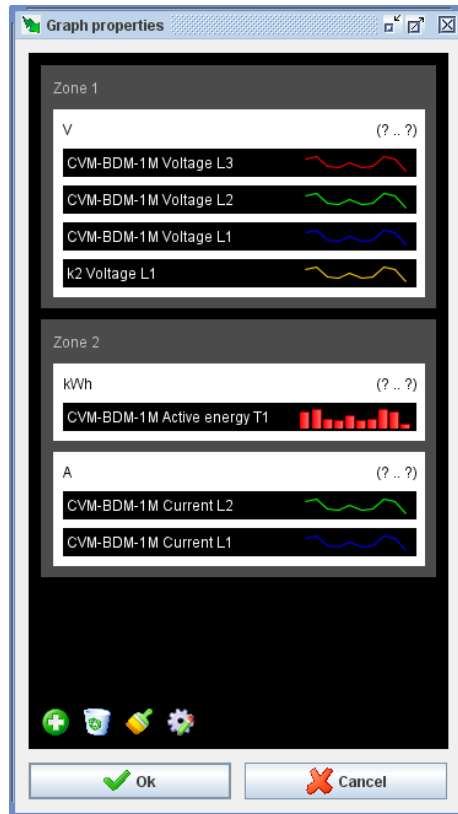 Graph properties
Zone 1
V (? .. ?)
CVM-BDM-1M Voltage L3
CVM-BDM-1M Voltage L2
CVM-BDM-1M Voltage L1
k2 Voltage L1
Zone 2
kWh (? .. ?)
CVM-BDM-1M Active energy T1
A (? .. ?)
CVM-BDM-1M Current L2
CVM-BDM-1M Current L1
Ok Cancel